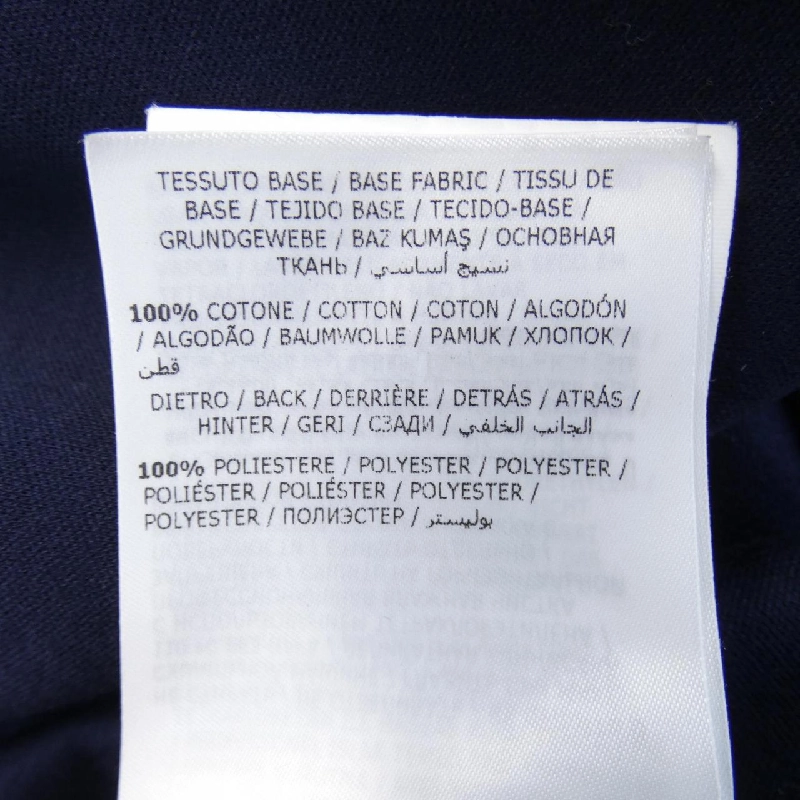 TESSUTO BASE / BASE FABRIC / TISSU DE
BASE / TEJIDO BASE / TECIDO-BASE /
GRUNDGEWEBE / BAZ KUMAŞ / ОСНОВНАЯ
ТКАНЬ / نسيج أساسي
100% COTONE / COTTON / COTON / ALGODÓN
/ ALGODÃO / BAUMWOLLE / PAMUK / ХЛОПОК /
قطن
DIETRO / BACK / DERRIÈRE / DETRÁS / ATRÁS /
HINTER / GERI / СЗАДИ / الجانب الخلفي
100% POLIESTERE / POLYESTER / POLYESTER /
POLIÉSTER / POLIÉSTER / POLYESTER /
POLYESTER / ПОЛИЭСТЕР / بوليستر